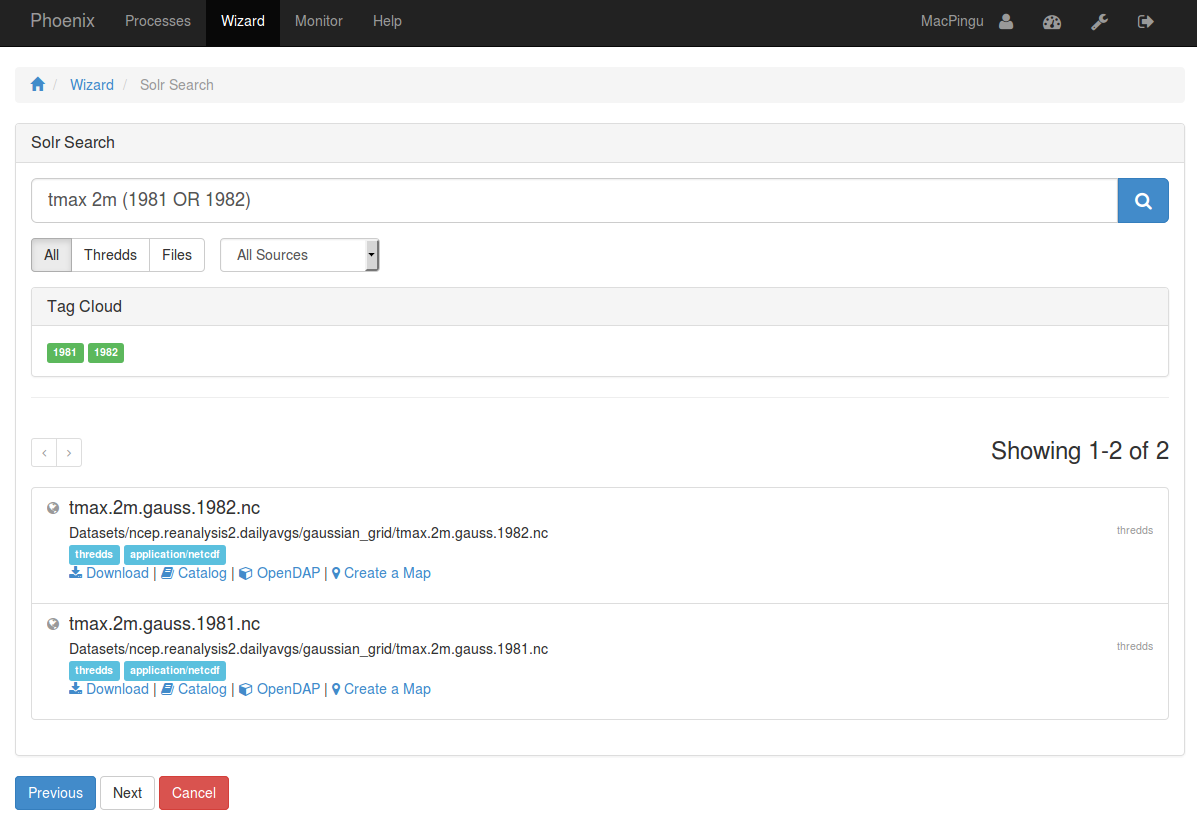 Phoenix Processes Wizard Monitor Help MacPingu
/ Wizard / Solr Search
Solr Search
tmax 2m (1981 OR 1982)
All Thredds Files All Sources
Tag Cloud
1981 1982
< > Showing 1-2 of 2
tmax.2m.gauss.1982.nc
Datasets/ncep.reanalysis2.dailyavgs/gaussian_grid/tmax.2m.gauss.1982.nc thredds
thredds application/netcdf
Download | Catalog | OpenDAP | Create a Map
tmax.2m.gauss.1981.nc
Datasets/ncep.reanalysis2.dailyavgs/gaussian_grid/tmax.2m.gauss.1981.nc thredds
thredds application/netcdf
Download | Catalog | OpenDAP | Create a Map
Previous Next Cancel